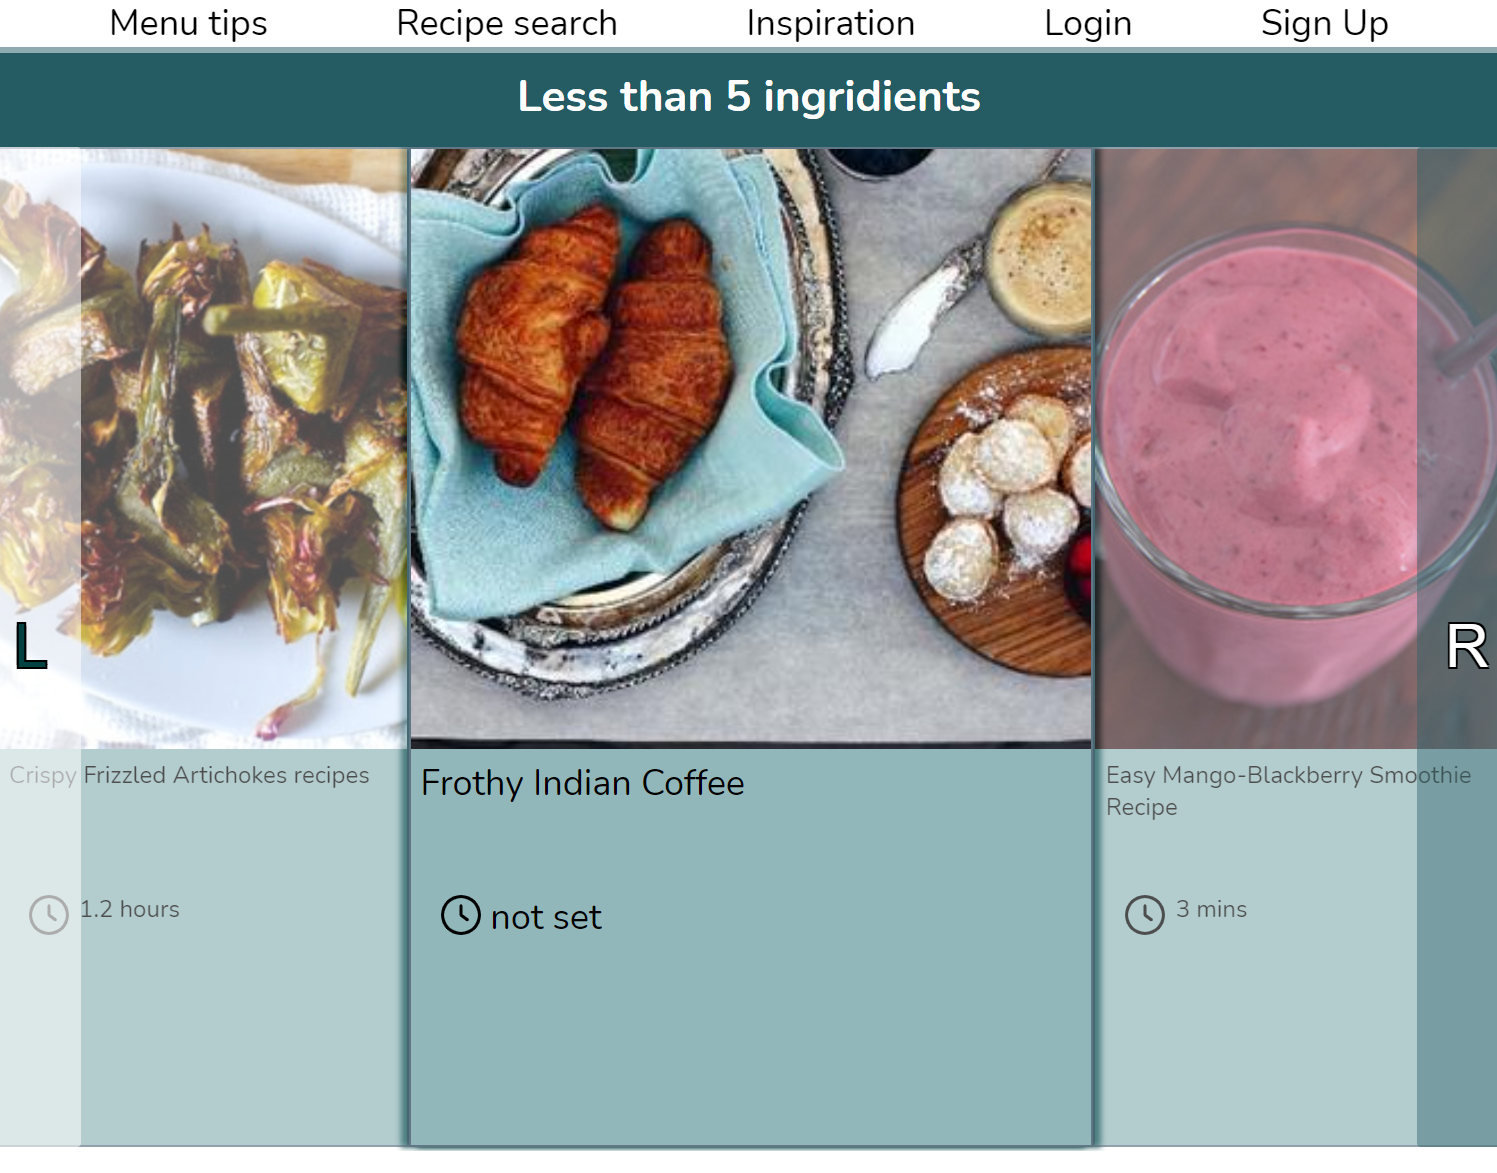 Menu tips Recipe search Inspiration Login Sign Up
Less than 5 ingridients
L
R
Crispy Frizzled Artichokes recipes
1.2 hours
Frothy Indian Coffee
not set
Easy Mango-Blackberry Smoothie
Recipe
3 mins